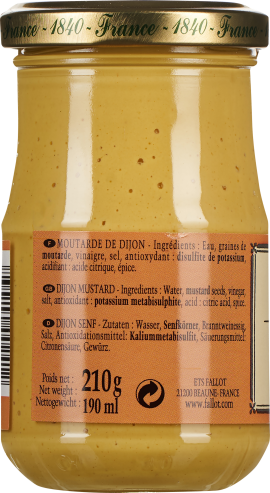 France - 1840 - France - 1840 - France
F MOUTARDE DE DIJON - Ingrédients : Eau, graines de
moutarde, vinaigre, sel, antioxydant : disulfite de potassium,
acidifiant : acide citrique, épice.
GB DIJON MUSTARD - Ingredients : Water, mustard seeds, vinegar,
salt, antioxidant : potassium metabisulphite, acid : citric acid, spice.
D DIJON SENF - Zutaten : Wasser, Senfkörner, Branntweinessig,
Salz, Antioxidationsmittel : Kaliummetabisulfit, Säuerungsmittel :
Citronensäure, Gewürz.
Poids net :
Net weight : 210g
Nettogewicht : 190 ml
ETS FALLOT
21200 BEAUNE - FRANCE
www.fallot.com